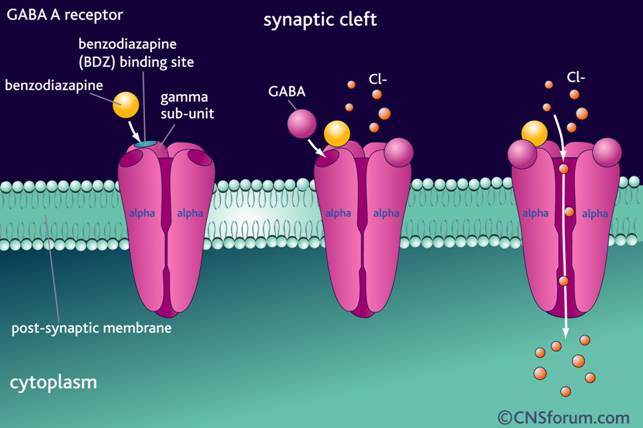 GABA A receptor
synaptic cleft
benzodiazapine
(BDZ) binding site
benzodiazapine
gamma
sub-unit
GABA
Cl-
Cl-
alpha
alpha
alpha
alpha
alpha
alpha
post-synaptic membrane
cytoplasm
©CNSforum.com